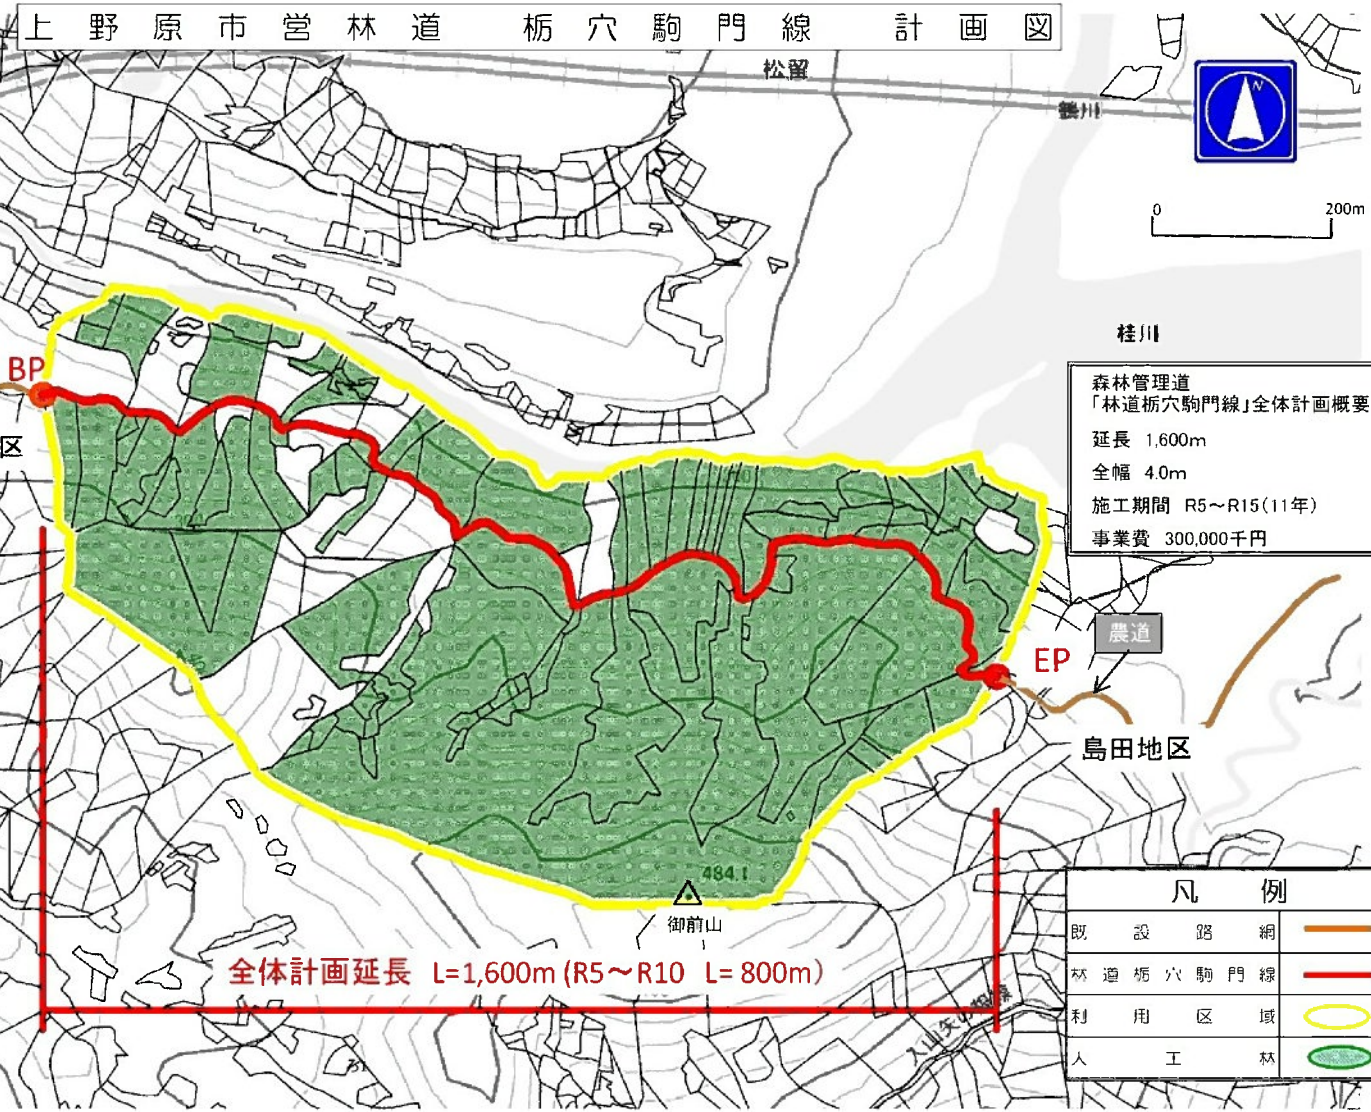 上野原市営林道 栃穴駒門線 計画図
松留
鶴川
N
0 200m
桂川
BP
区
森林管理道
「林道栃穴駒門線」全体計画概要
延長 1,600m
全幅 4.0m
施工期間 R5～R15(11年)
事業費 300,000千円
農道
EP
島田地区
484.1
御前山
全体計画延長 L=1,600m (R5～R10 L= 800m)
凡例
既設路網
林道栃穴駒門線
利用区域
人工林